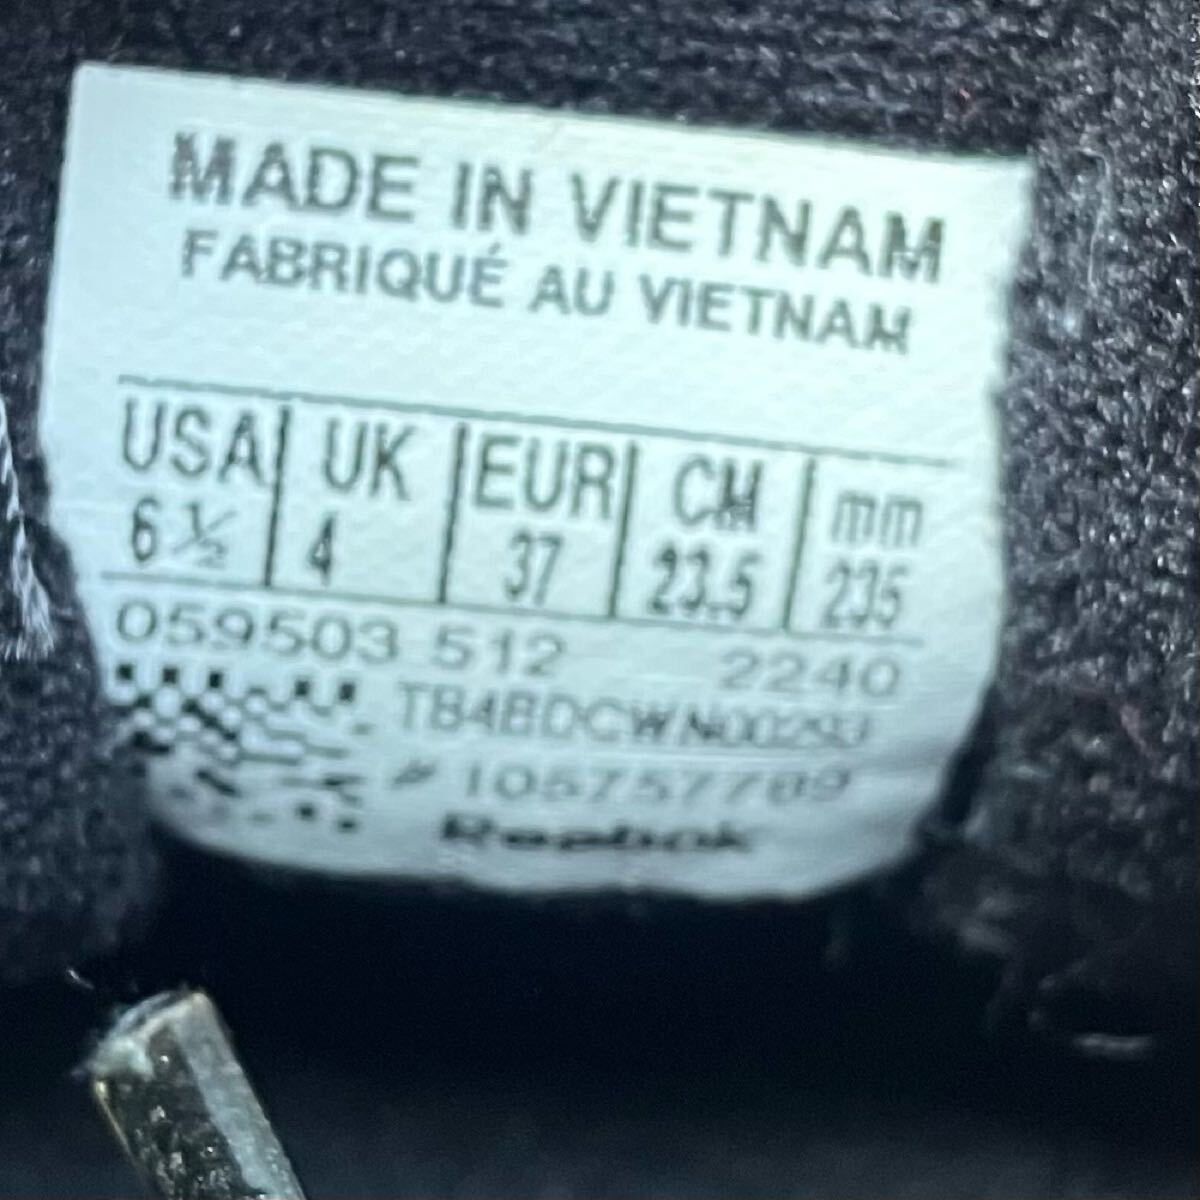 MADE IN VIETNAM
FABRIQUÉ AU VIETNAM
USA UK EUR CM mm
6½ 4 37 23.5 235
059503 512 2240
TB4BDCWN00293
# 105757789
Reebok